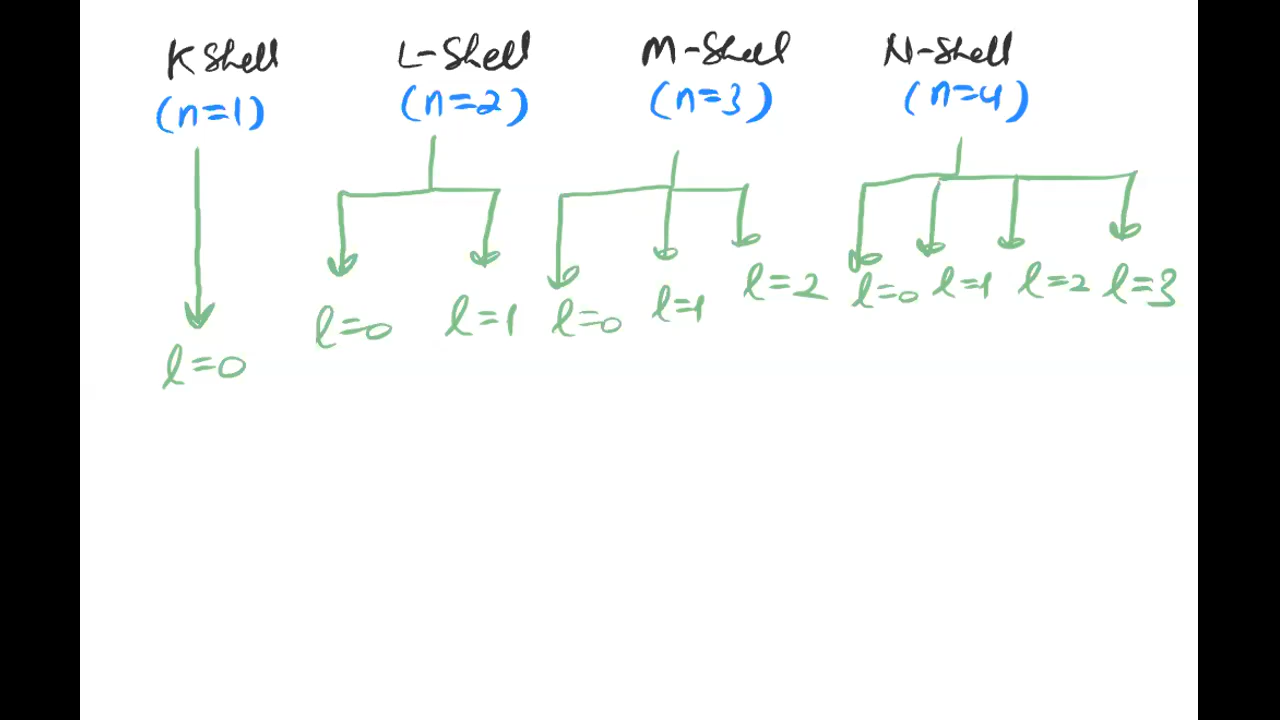 K Shell L-Shell M-Shell N-Shell
(n=1) (n=2) (n=3) (n=4)
l=0 l=0 l=1 l=0 l=1 l=2 l=0 l=1 l=2 l=3